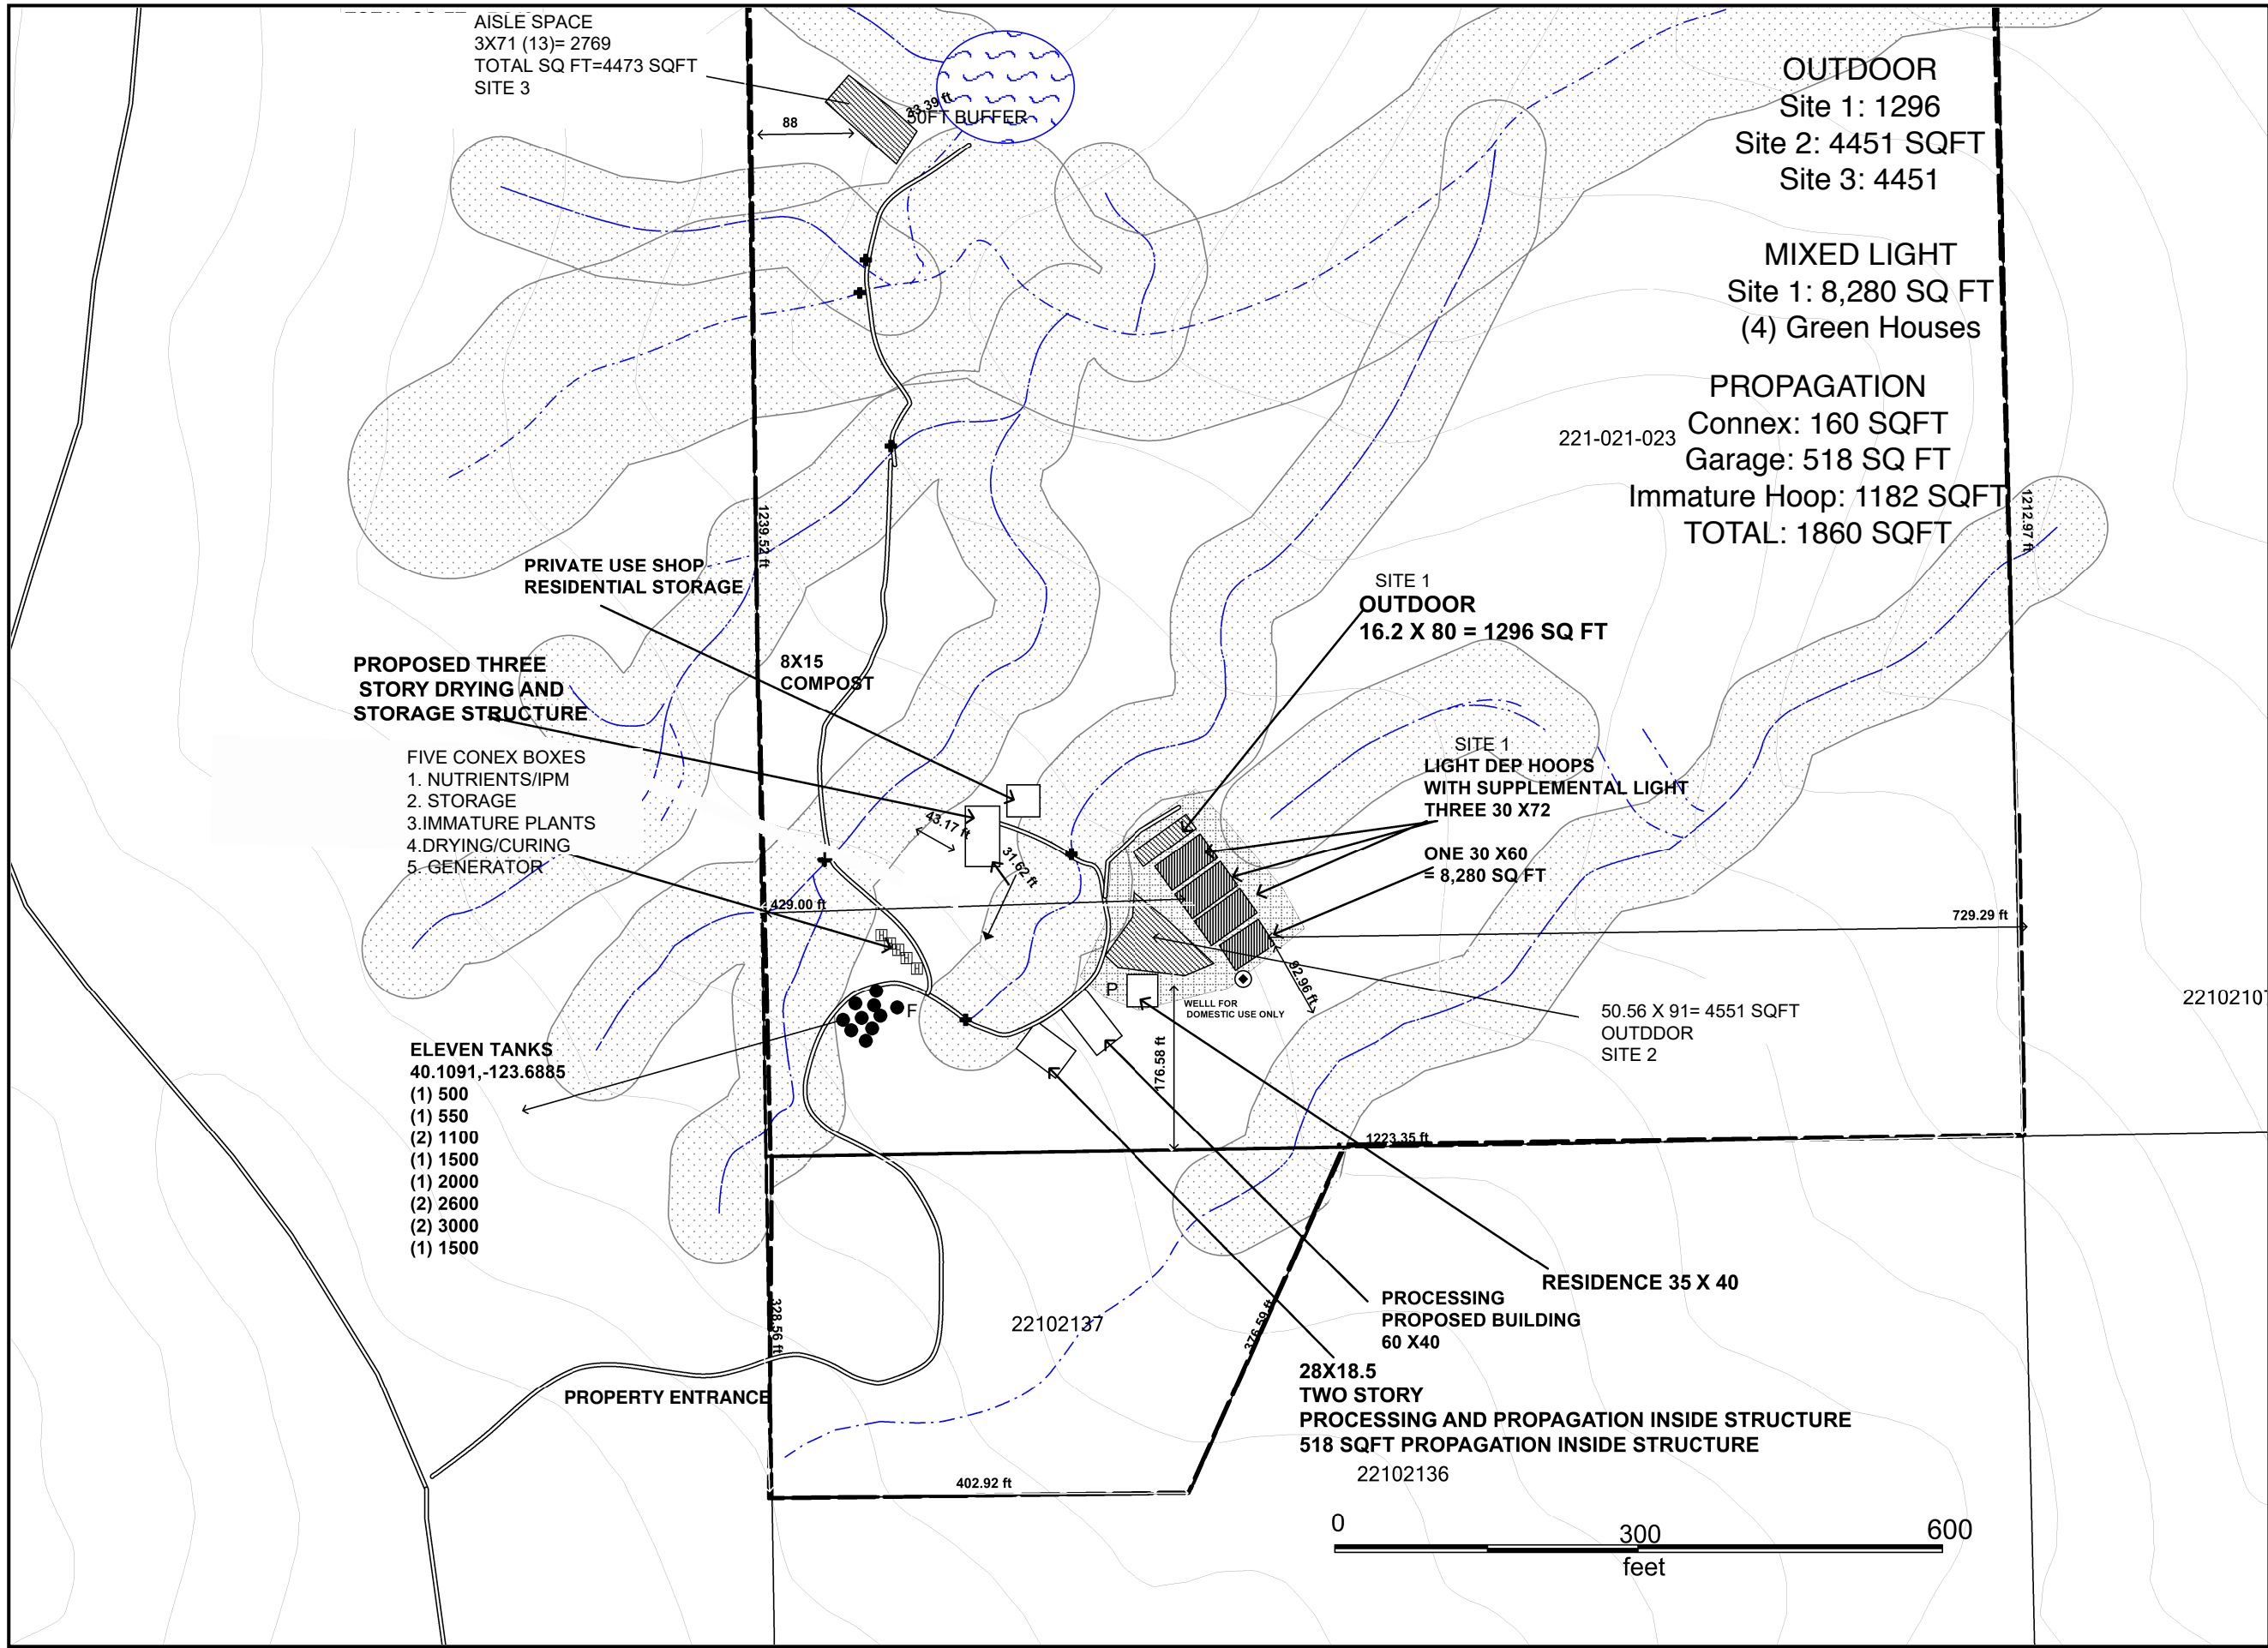 AISLE SPACE
3X71 (13)= 2769
TOTAL SQ FT=4473 SQFT
SITE 3
88
33.39 ft
50FT BUFFER
OUTDOOR
Site 1: 1296
Site 2: 4451 SQFT
Site 3: 4451
MIXED LIGHT
Site 1: 8,280 SQ FT
(4) Green Houses
PROPAGATION
Connex: 160 SQFT
Garage: 518 SQ FT
Immature Hoop: 1182 SQFT
TOTAL: 1860 SQFT
221-021-023
1239.52 ft
1212.97 ft
PRIVATE USE SHOP
RESIDENTIAL STORAGE
SITE 1
OUTDOOR
16.2 X 80 = 1296 SQ FT
8X15
COMPOST
PROPOSED THREE
STORY DRYING AND
STORAGE STRUCTURE
FIVE CONEX BOXES
1. NUTRIENTS/IPM
2. STORAGE
3.IMMATURE PLANTS
4.DRYING/CURING
5. GENERATOR
SITE 1
LIGHT DEP HOOPS
WITH SUPPLEMENTAL LIGHT
THREE 30 X72
ONE 30 X60
= 8,280 SQ FT
43.17 ft
31.62 ft
429.00 ft
729.29 ft
92.96 ft
P
F
WELLL FOR
DOMESTIC USE ONLY
176.58 ft
50.56 X 91= 4551 SQFT
OUTDDOR
SITE 2
2210210
ELEVEN TANKS
40.1091,-123.6885
(1) 500
(1) 550
(2) 1100
(1) 1500
(1) 2000
(2) 2600
(2) 3000
(1) 1500
1223.35 ft
RESIDENCE 35 X 40
PROCESSING
PROPOSED BUILDING
60 X40
28X18.5
TWO STORY
PROCESSING AND PROPAGATION INSIDE STRUCTURE
518 SQFT PROPAGATION INSIDE STRUCTURE
22102136
22102137
328.56 ft
376.59 ft
PROPERTY ENTRANCE
402.92 ft
0
300
600
feet